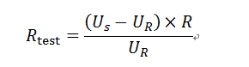 R_test = ((U_s − U_R) × R) / U_R